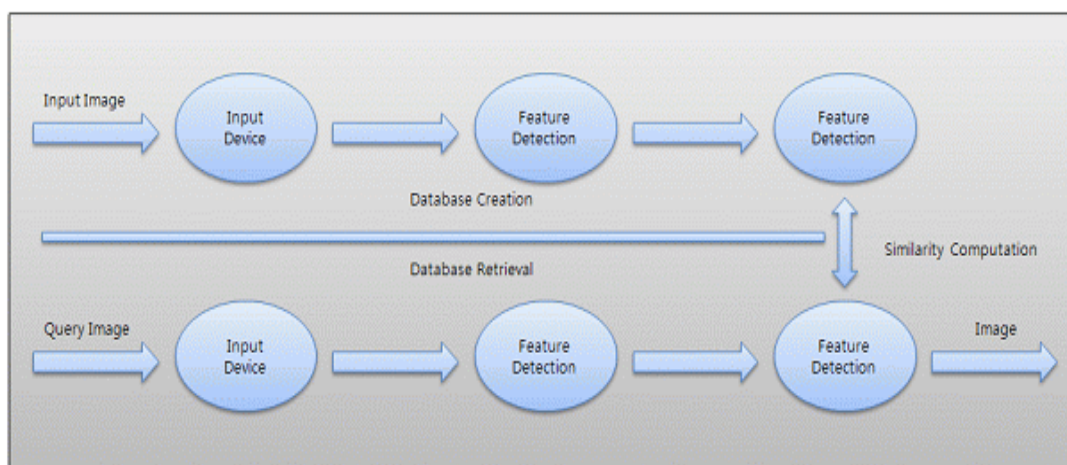 Input Image
Input
Device
Feature
Detection
Feature
Detection
Database Creation
Similarity Computation
Database Retrieval
Query Image
Input
Device
Feature
Detection
Feature
Detection
Image